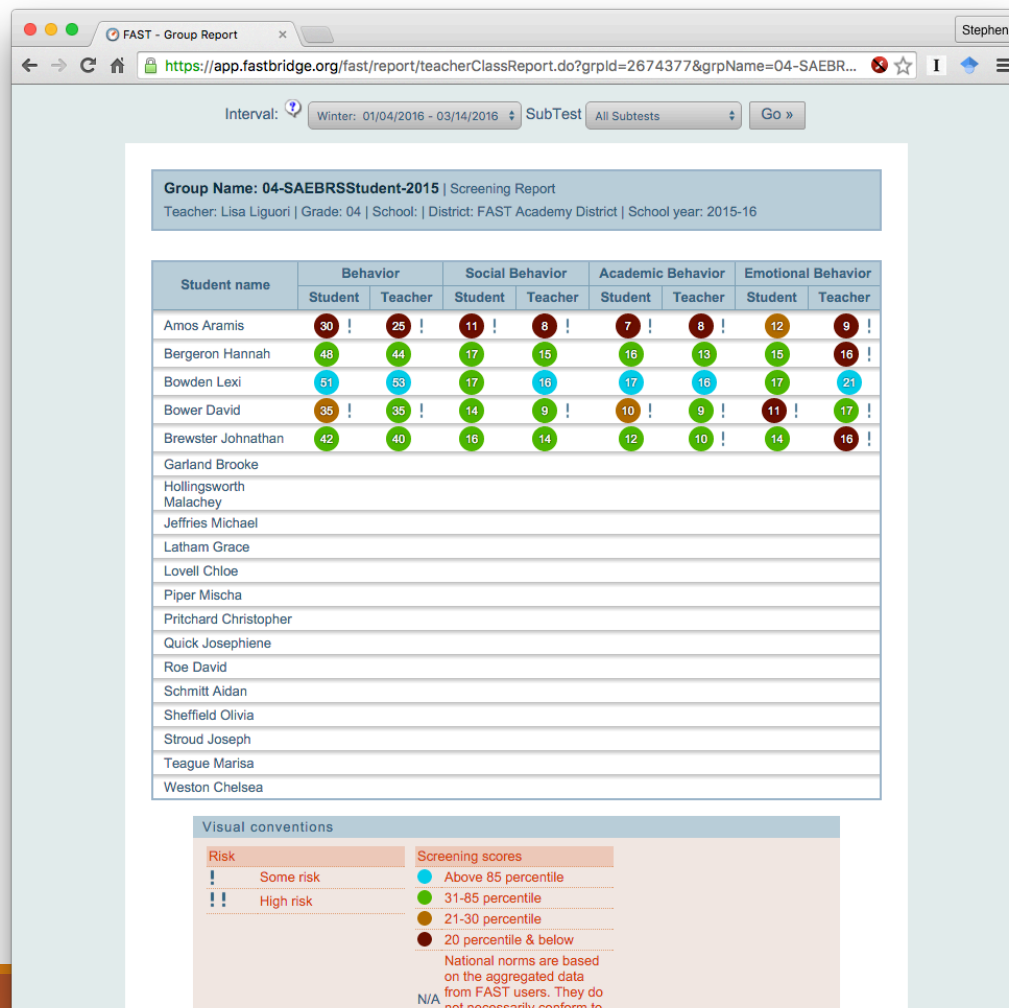 FAST - Group Report
Stephen
https://app.fastbridge.org/fast/report/teacherClassReport.do?grpId=2674377&grpName=04-SAEBR...
Interval: Winter: 01/04/2016 - 03/14/2016 SubTest All Subtests Go »
Group Name: 04-SAEBRSStudent-2015 | Screening Report
Teacher: Lisa Liguori | Grade: 04 | School: | District: FAST Academy District | School year: 2015-16
Student name Behavior Social Behavior Academic Behavior Emotional Behavior
Student Teacher Student Teacher Student Teacher Student Teacher
Amos Aramis 30 ! 25 ! 11 ! 8 ! 7 ! 8 ! 12 9 !
Bergeron Hannah 48 44 17 15 16 13 15 16 !
Bowden Lexi 51 53 17 16 17 16 17 21
Bower David 35 ! 35 ! 14 9 ! 10 ! 9 ! 11 ! 17 !
Brewster Johnathan 42 40 16 14 12 10 ! 14 16 !
Garland Brooke
Hollingsworth
Malachey
Jeffries Michael
Latham Grace
Lovell Chloe
Piper Mischa
Pritchard Christopher
Quick Josephiene
Roe David
Schmitt Aidan
Sheffield Olivia
Stroud Joseph
Teague Marisa
Weston Chelsea
Visual conventions
Risk
! Some risk
!! High risk
Screening scores
Above 85 percentile
31-85 percentile
21-30 percentile
20 percentile & below
National norms are based
on the aggregated data
N/A from FAST users. They do
not necessarily conform to